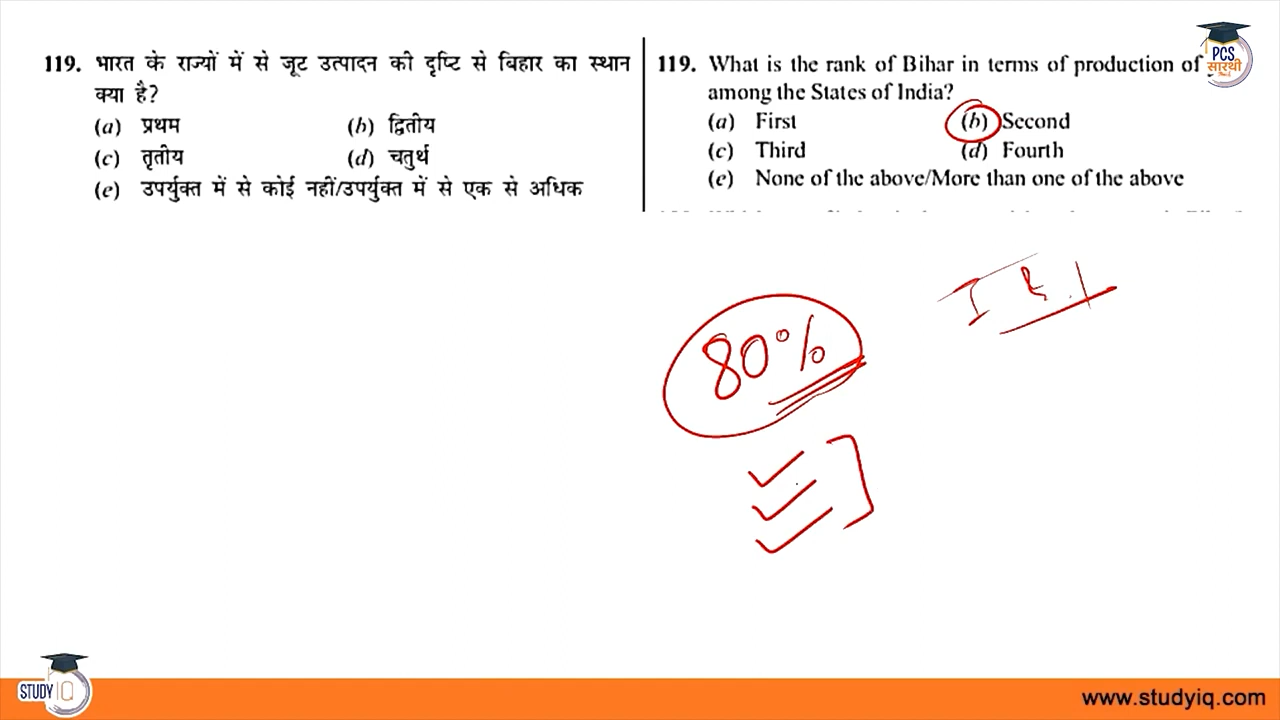 119. भारत के राज्यों में से जूट उत्पादन की दृष्टि से बिहार का स्थान
क्या है?
(a) प्रथम (b) द्वितीय
(c) तृतीय (d) चतुर्थ
(e) उपर्युक्त में से कोई नहीं/उपर्युक्त में से एक से अधिक
119. What is the rank of Bihar in terms of production of
among the States of India?
(a) First (b) Second
(c) Third (d) Fourth
(e) None of the above/More than one of the above
PCS
सारथी
80%
STUDY IQ
www.studyiq.com